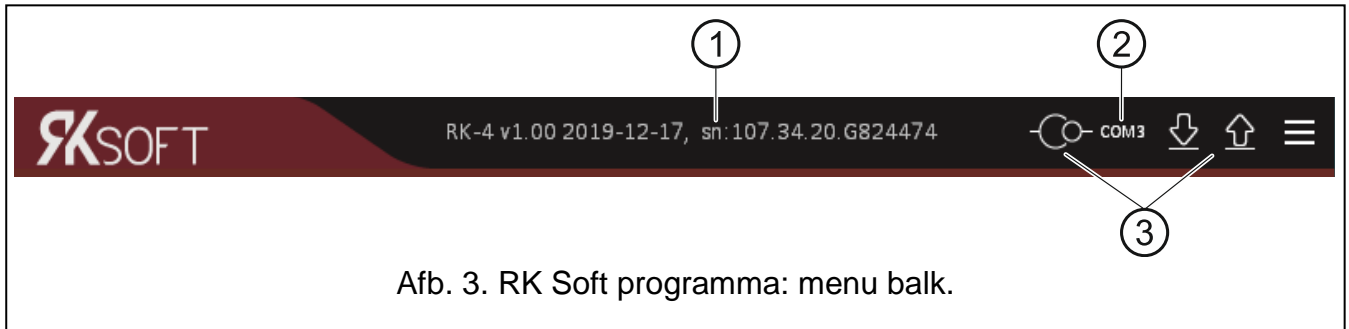 1 2
RKSOFT RK-4 v1.00 2019-12-17, sn:107.34.20.G824474 COM3
3
Afb. 3. RK Soft programma: menu balk.